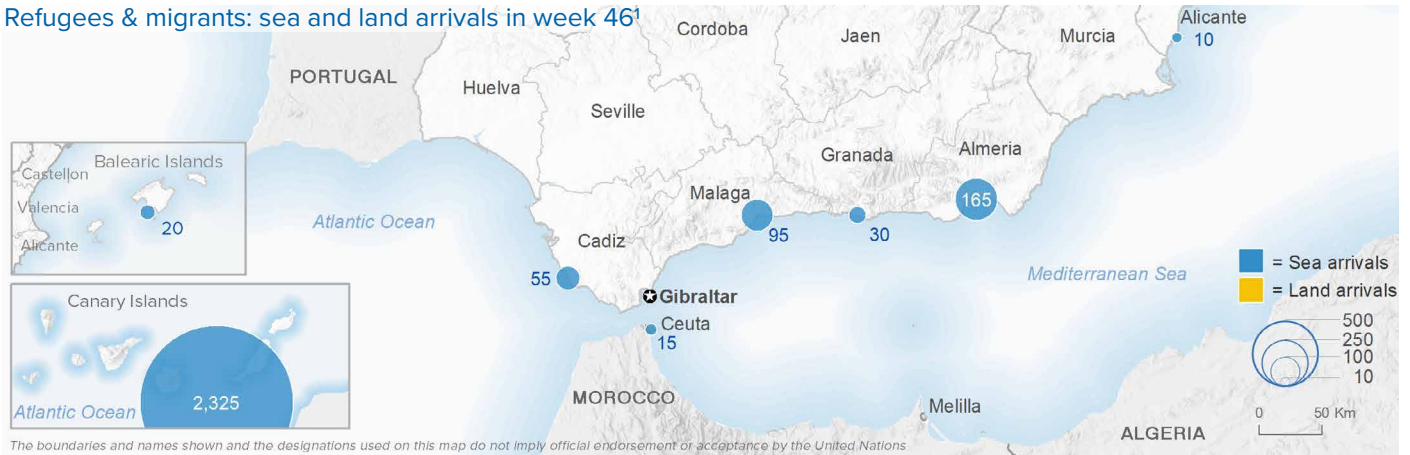 Refugees & migrants: sea and land arrivals in week 46¹
Alicante
10
Cordoba
Jaen
Murcia
PORTUGAL
Huelva
Seville
Granada
Almeria
Balearic Islands
Castellon
Valencia
Alicante
20
Atlantic Ocean
Malaga
95
30
165
Cadiz
55
Gibraltar
Ceuta
15
Mediterranean Sea
= Sea arrivals
= Land arrivals
500
250
100
10
0 50 Km
Canary Islands
2,325
Atlantic Ocean
MOROCCO
Melilla
ALGERIA
The boundaries and names shown and the designations used on this map do not imply official endorsement or acceptance by the United Nations